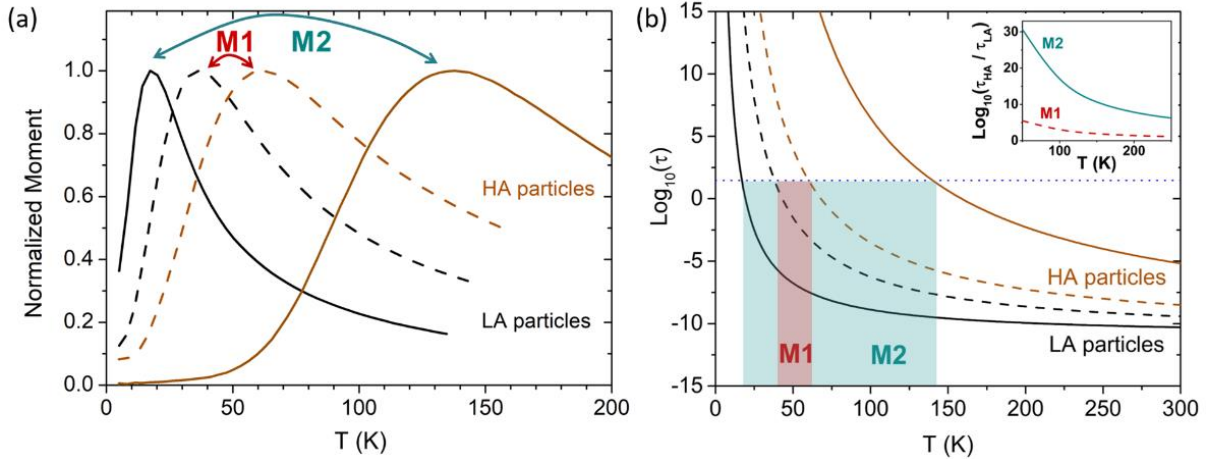 (a)
M1 M2
Normalized Moment
1.0
0.8
0.6
0.4
0.2
0.0
HA particles
LA particles
0 50 100 150 200
T (K)
(b)
Log10(τ)
15
10
5
0
-5
-10
-15
HA particles
LA particles
M1 M2
0 50 100 150 200 250 300
T (K)
Log10(τHA / τLA)
30
20
10
0
M2
M1
100 200
T (K)